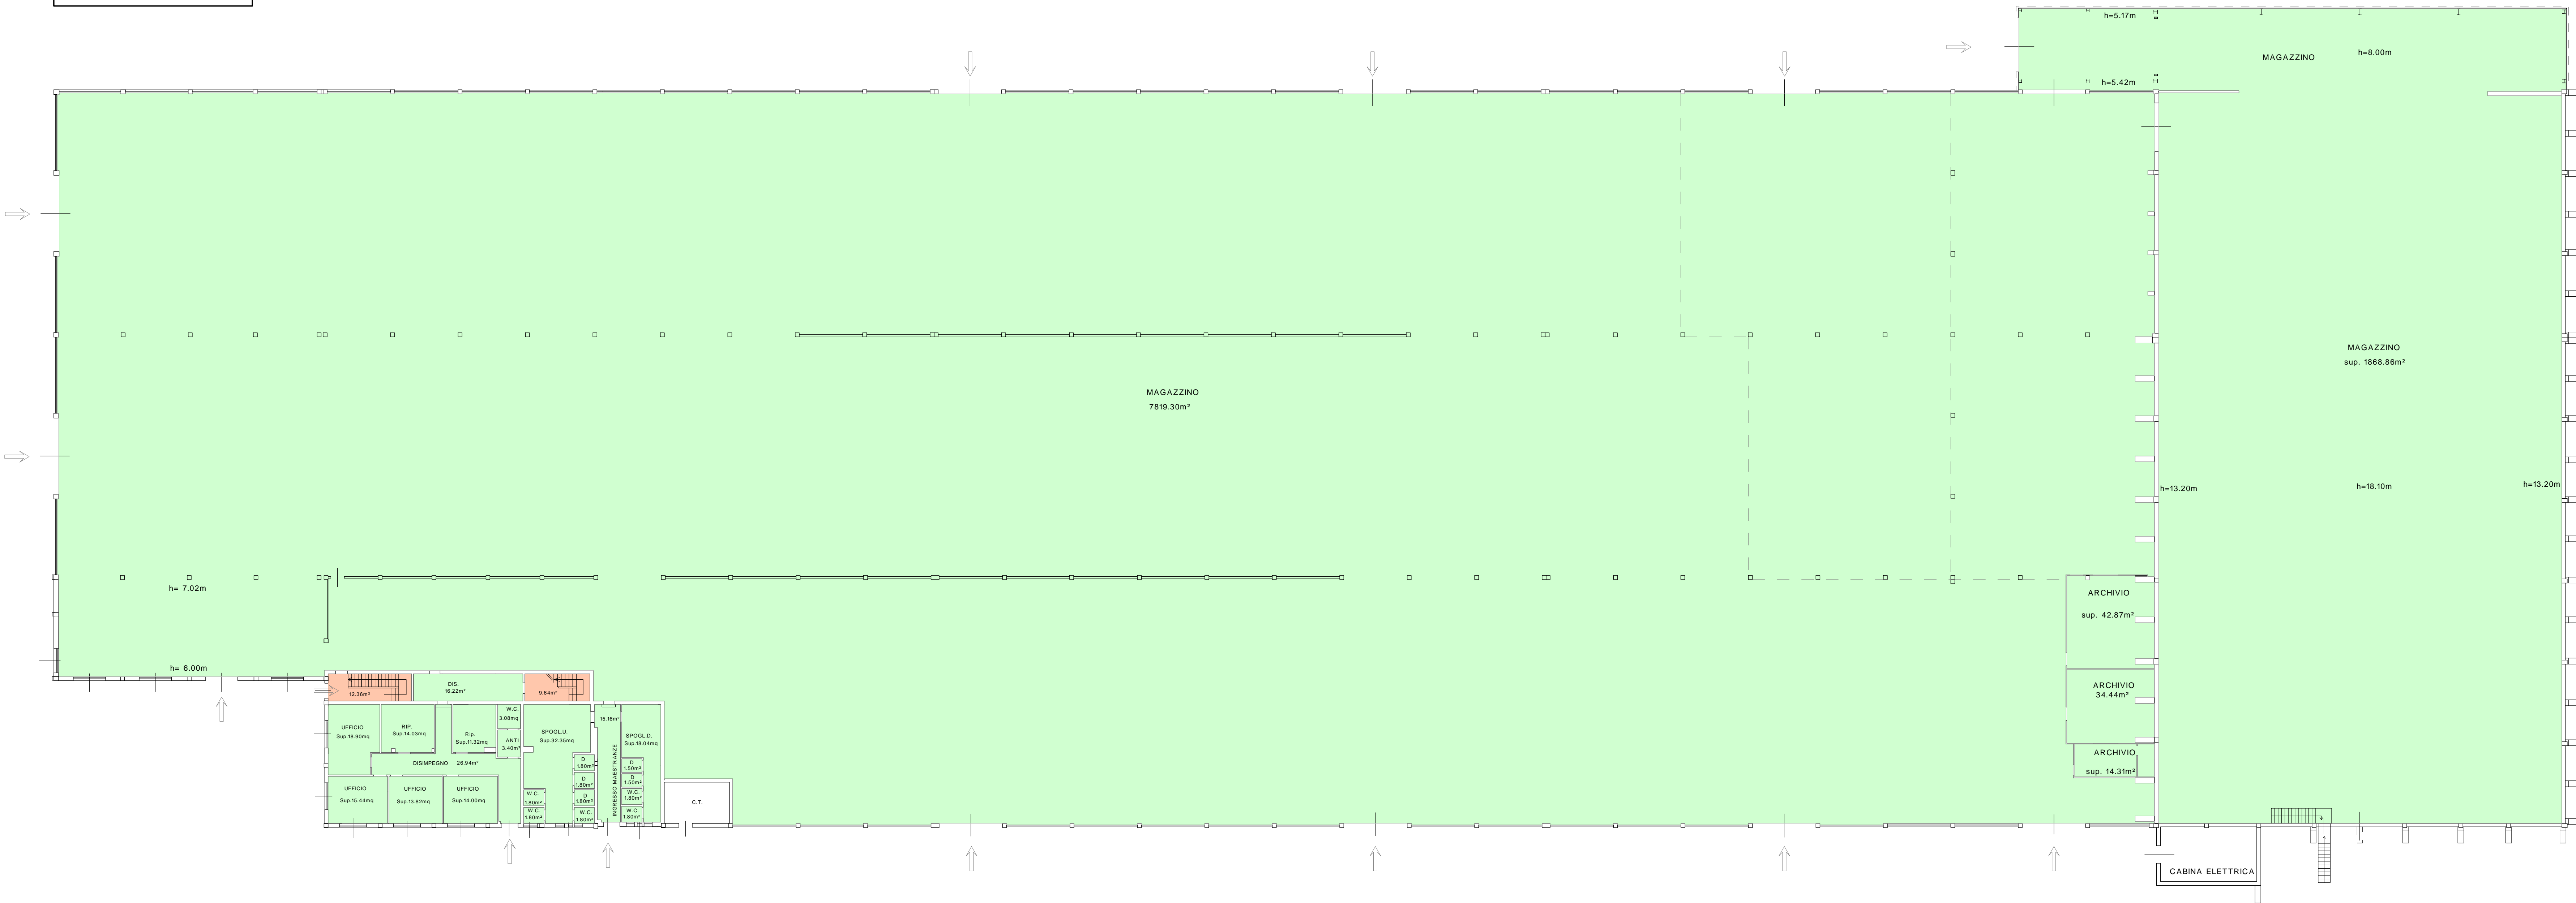 h=5.17m
h=8.00m
MAGAZZINO
h=5.42m
MAGAZZINO
sup. 1868.86m²
MAGAZZINO
7819.30m²
h=13.20m
h=18.10m
h=13.20m
h= 7.02m
h= 6.00m
ARCHIVIO
sup. 42.87m²
ARCHIVIO
34.44m²
ARCHIVIO
sup. 14.31m²
12.36m²
DIS.
16.22m²
9.64m²
UFFICIO
Sup.18.90mq
RIP.
Sup.14.03mq
Rip.
Sup.11.32mq
W.C.
3.08mq
ANTI
3.40m²
SPOGL.U.
Sup.32.35mq
15.16m²
INGRESSO MAESTRANZE
SPOGL.D.
Sup.18.04mq
DISIMPEGNO 26.94m²
UFFICIO
Sup.15.44mq
UFFICIO
Sup.13.82mq
UFFICIO
Sup.14.00mq
D
1.80m²
D
1.80m²
D
1.80m²
W.C.
1.80m²
W.C.
1.80m²
W.C.
1.80m²
D
1.50m²
D
1.50m²
W.C.
1.80m²
W.C.
1.80m²
C.T.
CABINA ELETTRICA